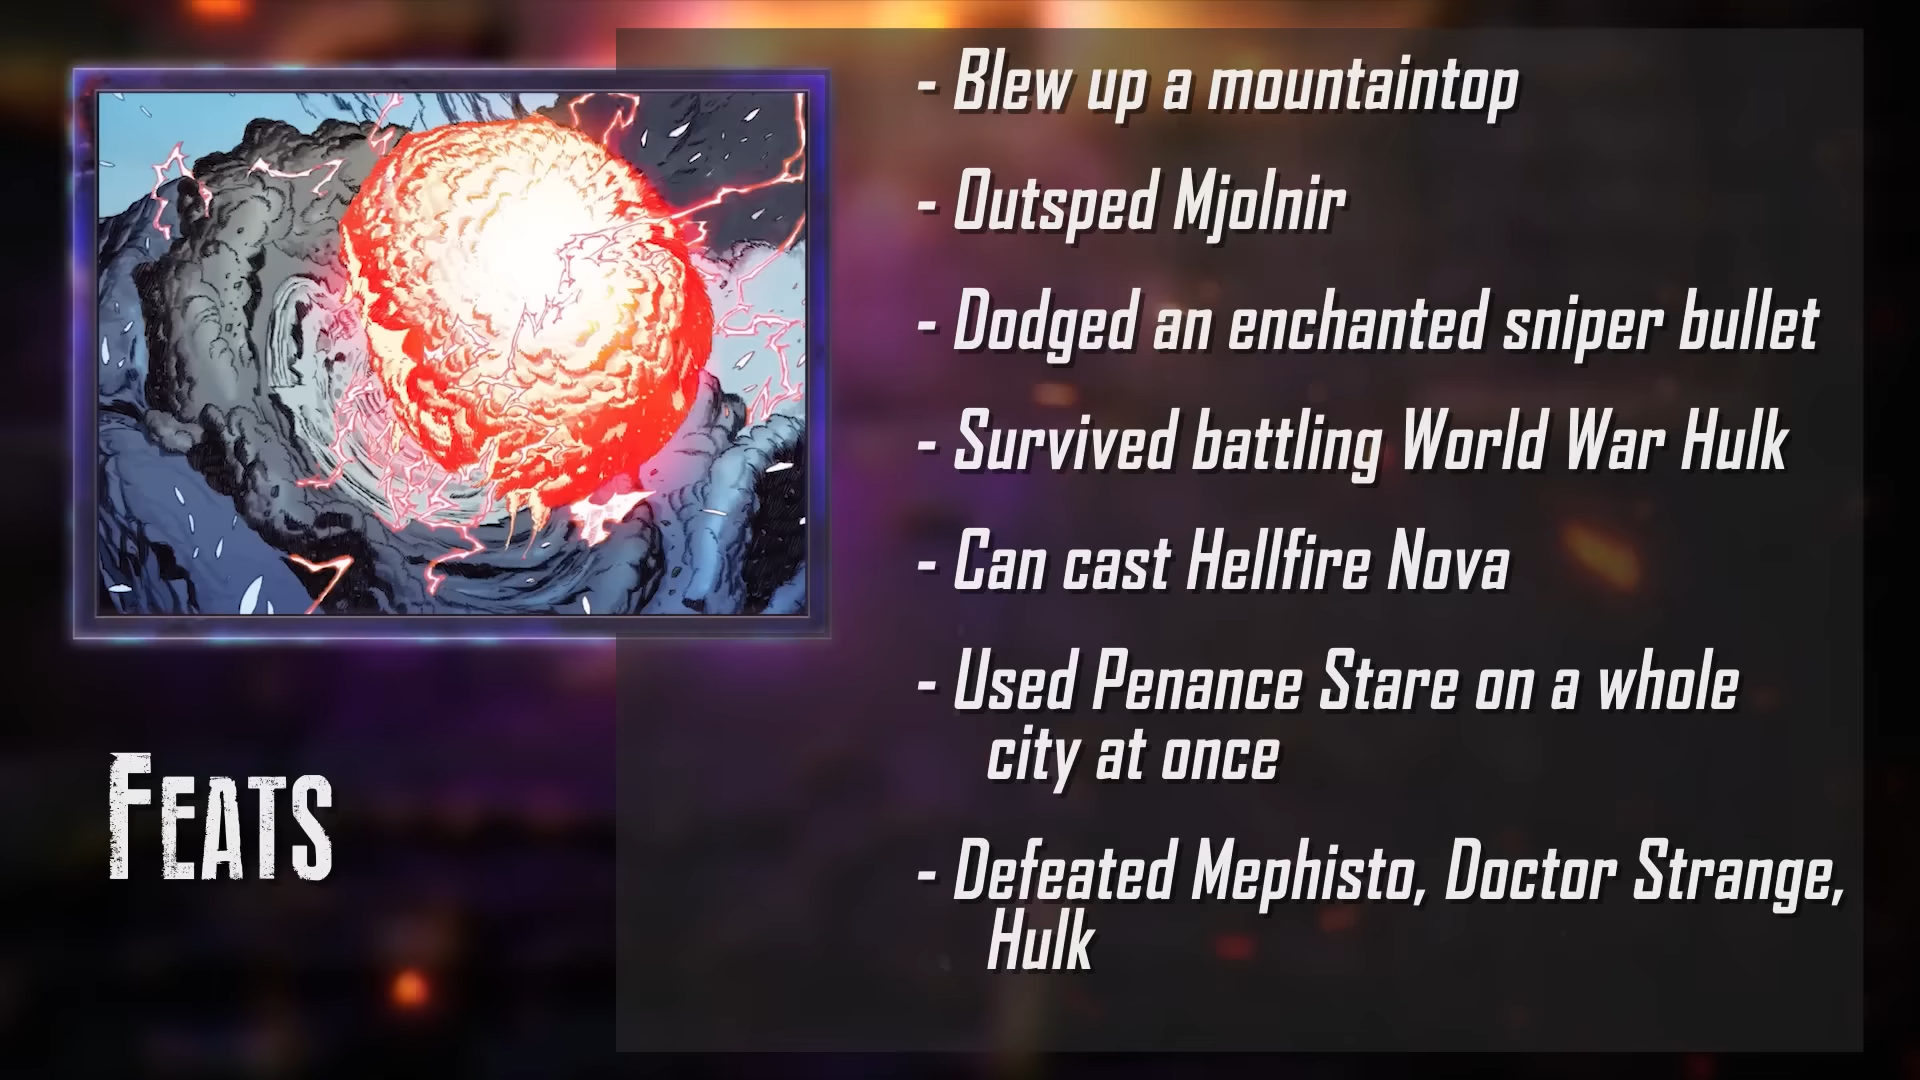 - Blew up a mountaintop
- Outsped Mjolnir
- Dodged an enchanted sniper bullet
- Survived battling World War Hulk
- Can cast Hellfire Nova
- Used Penance Stare on a whole
city at once
- Defeated Mephisto, Doctor Strange,
Hulk
Feats